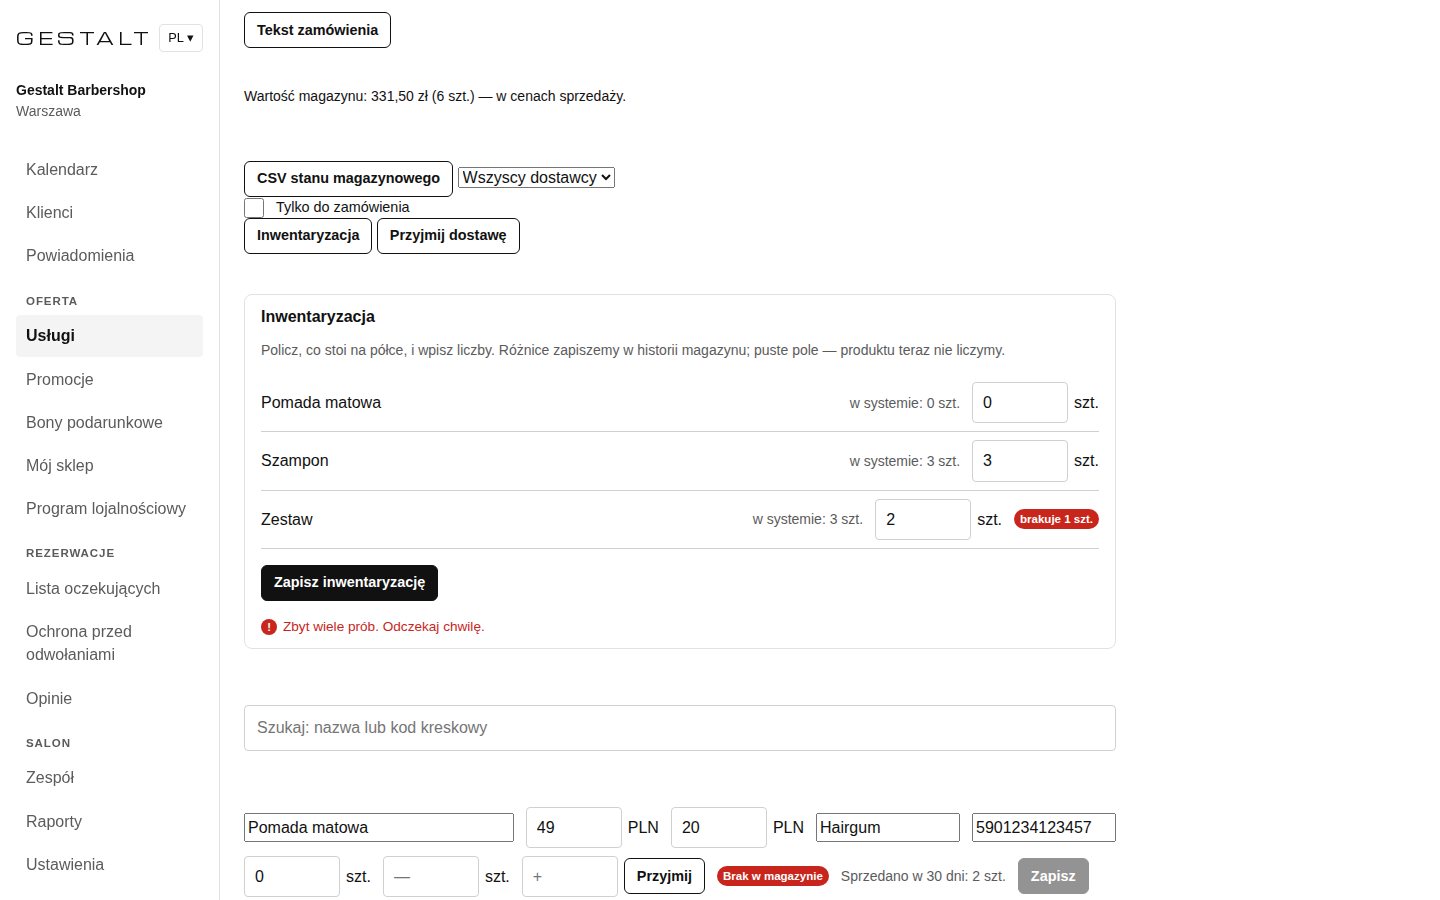 GESTALT
PL ▾
Gestalt Barbershop
Warszawa
Kalendarz
Klienci
Powiadomienia
OFERTA
Usługi
Promocje
Bony podarunkowe
Mój sklep
Program lojalnościowy
REZERWACJE
Lista oczekujących
Ochrona przed
odwołaniami
Opinie
SALON
Zespół
Raporty
Ustawienia
Tekst zamówienia
Wartość magazynu: 331,50 zł (6 szt.) — w cenach sprzedaży.
CSV stanu magazynowego Wszyscy dostawcy
Tylko do zamówienia
Inwentaryzacja Przyjmij dostawę
Inwentaryzacja
Policz, co stoi na półce, i wpisz liczby. Różnice zapiszemy w historii magazynu; puste pole — produktu teraz nie liczymy.
Pomada matowa w systemie: 0 szt. 0 szt.
Szampon w systemie: 3 szt. 3 szt.
Zestaw w systemie: 3 szt. 2 szt. brakuje 1 szt.
Zapisz inwentaryzację
! Zbyt wiele prób. Odczekaj chwilę.
Szukaj: nazwa lub kod kreskowy
Pomada matowa 49 PLN 20 PLN Hairgum 5901234123457
0 szt. — szt. + Przyjmij Brak w magazynie Sprzedano w 30 dni: 2 szt. Zapisz